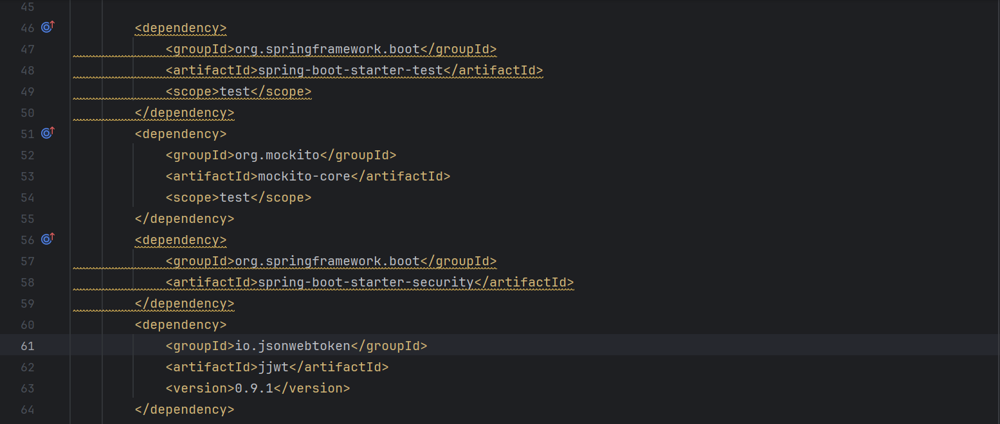 45
46 <dependency>
47 <groupId>org.springframework.boot</groupId>
48 <artifactId>spring-boot-starter-test</artifactId>
49 <scope>test</scope>
50 </dependency>
51 <dependency>
52 <groupId>org.mockito</groupId>
53 <artifactId>mockito-core</artifactId>
54 <scope>test</scope>
55 </dependency>
56 <dependency>
57 <groupId>org.springframework.boot</groupId>
58 <artifactId>spring-boot-starter-security</artifactId>
59 </dependency>
60 <dependency>
61 <groupId>io.jsonwebtoken</groupId>
62 <artifactId>jjwt</artifactId>
63 <version>0.9.1</version>
64 </dependency>